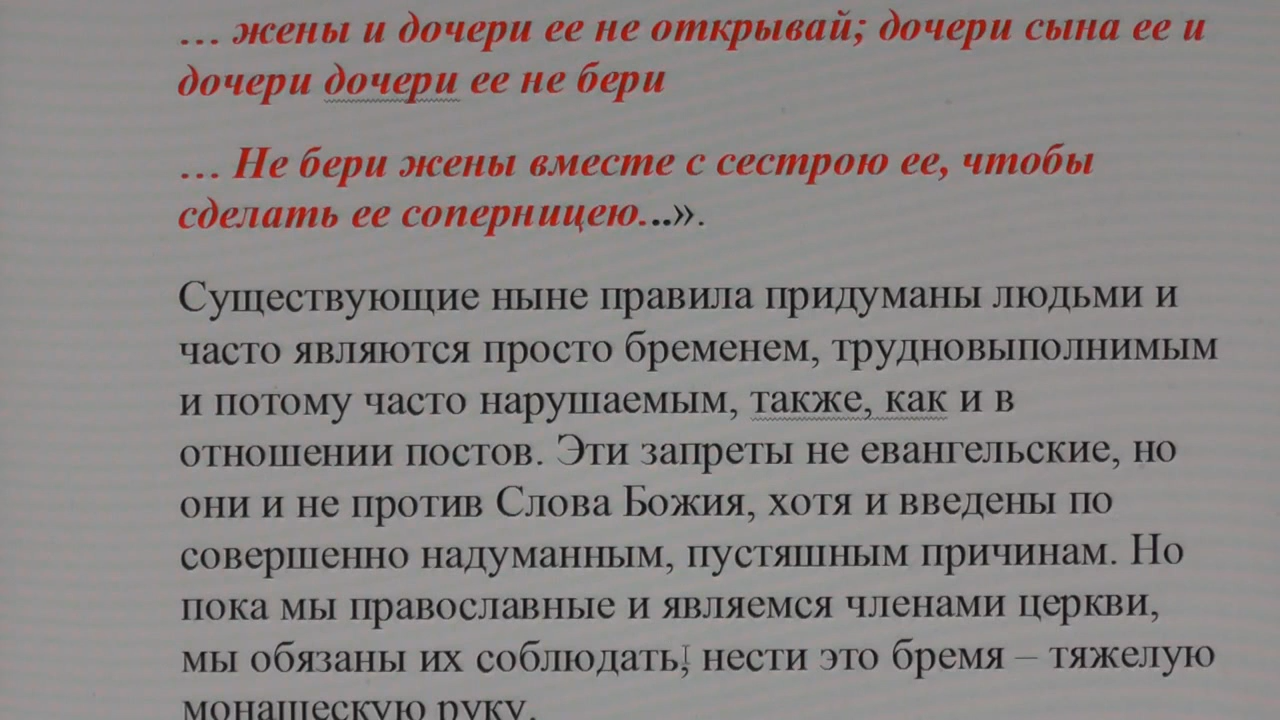 … жены и дочери ее не открывай; дочери сына ее и
дочери дочери ее не бери
… Не бери жены вместе с сестрою ее, чтобы
сделать ее соперницею...».
Существующие ныне правила придуманы людьми и
часто являются просто бременем, трудновыполнимым
и потому часто нарушаемым, также, как и в
отношении постов. Эти запреты не евангельские, но
они и не против Слова Божия, хотя и введены по
совершенно надуманным, пустяшным причинам. Но
пока мы православные и являемся членами церкви,
мы обязаны их соблюдать, нести это бремя – тяжелую
монашескую руку.